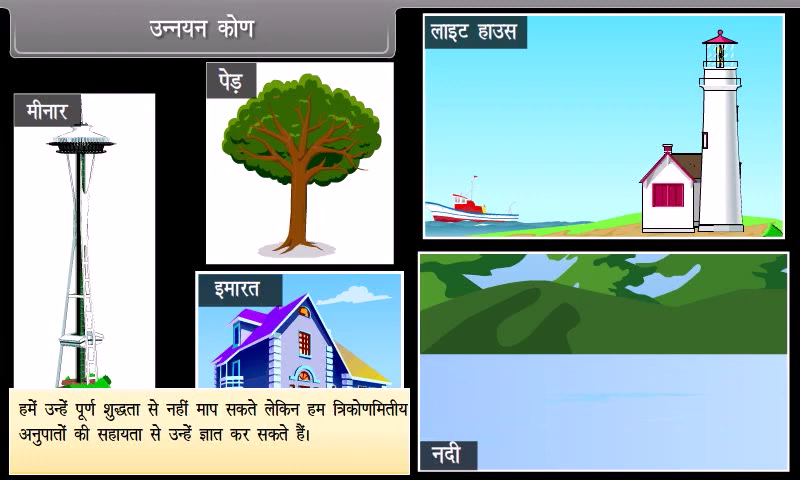 उन्नयन कोण
मीनार
पेड़
लाइट हाउस
इमारत
हमें उन्हें पूर्ण शुद्धता से नहीं माप सकते लेकिन हम त्रिकोणमितीय
अनुपातों की सहायता से उन्हें ज्ञात कर सकते हैं।
नदी